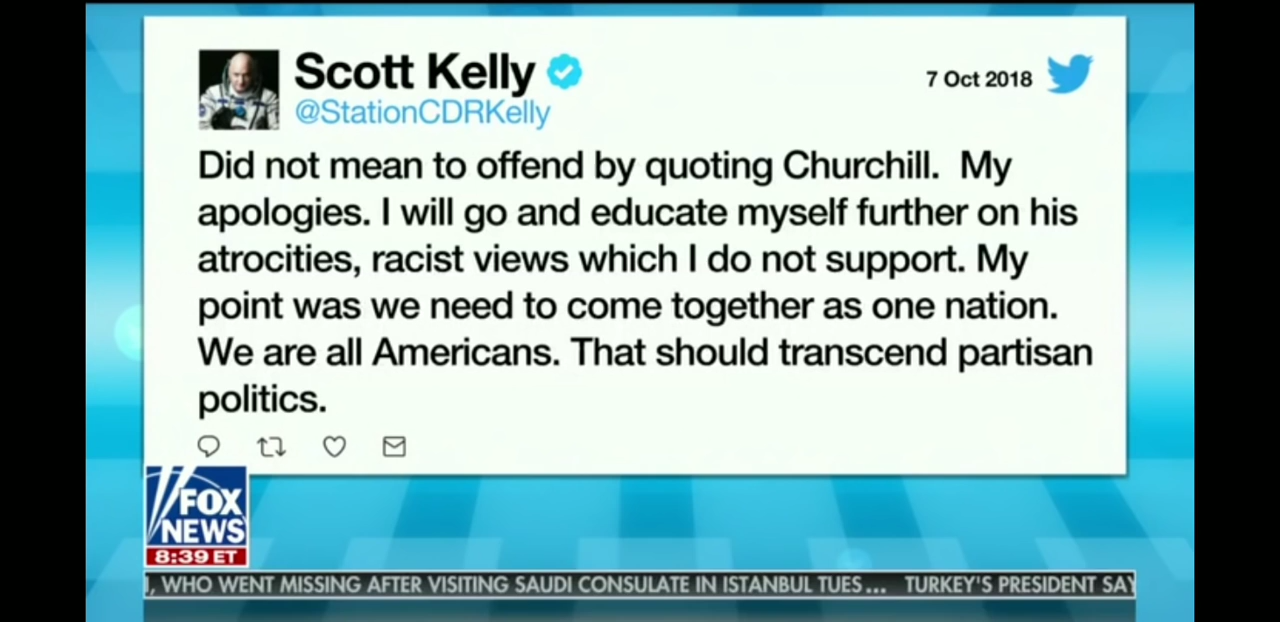 Scott Kelly
@StationCDRKelly
7 Oct 2018
Did not mean to offend by quoting Churchill.  My
apologies. I will go and educate myself further on his
atrocities, racist views which I do not support. My
point was we need to come together as one nation.
We are all Americans. That should transcend partisan
politics.
FOX
NEWS
8:39 ET
, WHO WENT MISSING AFTER VISITING SAUDI CONSULATE IN ISTANBUL TUES... TURKEY'S PRESIDENT SAY